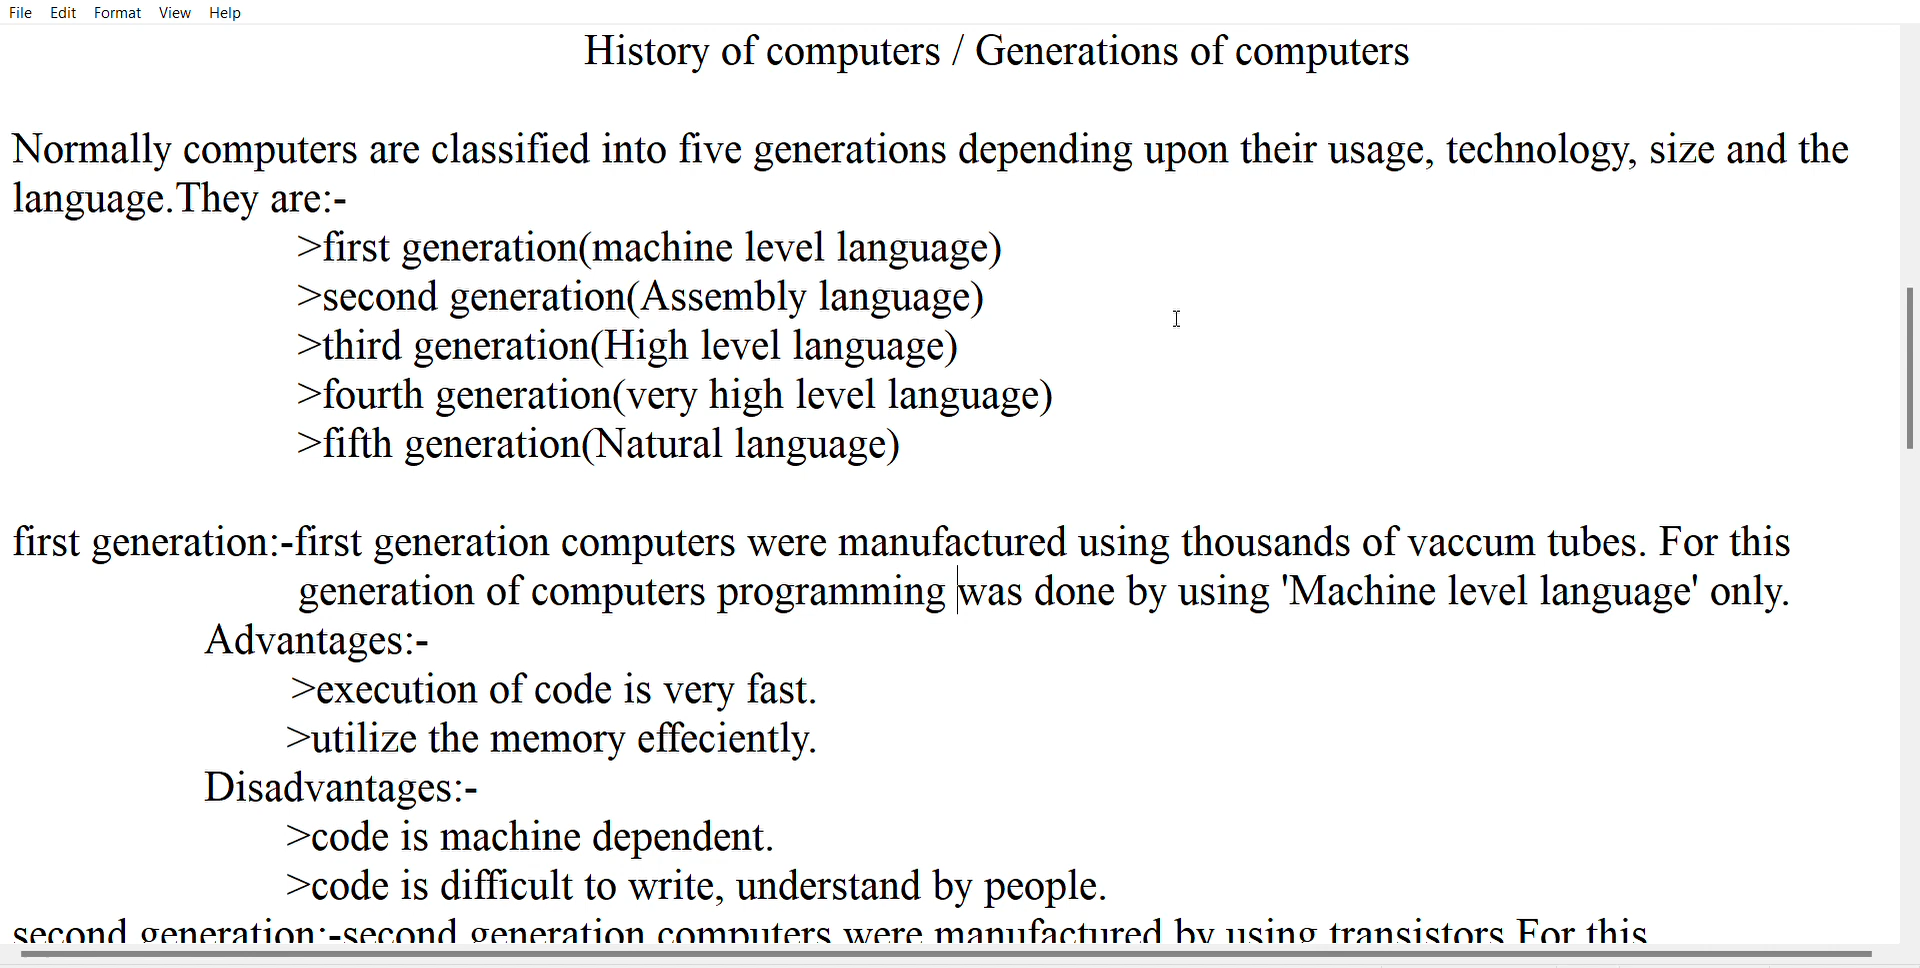 File Edit Format View Help
History of computers / Generations of computers
Normally computers are classified into five generations depending upon their usage, technology, size and the
language.They are:-
>first generation(machine level language)
>second generation(Assembly language)
>third generation(High level language)
>fourth generation(very high level language)
>fifth generation(Natural language)
first generation:-first generation computers were manufactured using thousands of vaccum tubes. For this
generation of computers programming was done by using 'Machine level language' only.
Advantages:-
>execution of code is very fast.
>utilize the memory effeciently.
Disadvantages:-
>code is machine dependent.
>code is difficult to write, understand by people.
second generation:-second generation computers were manufactured by using transistors For this